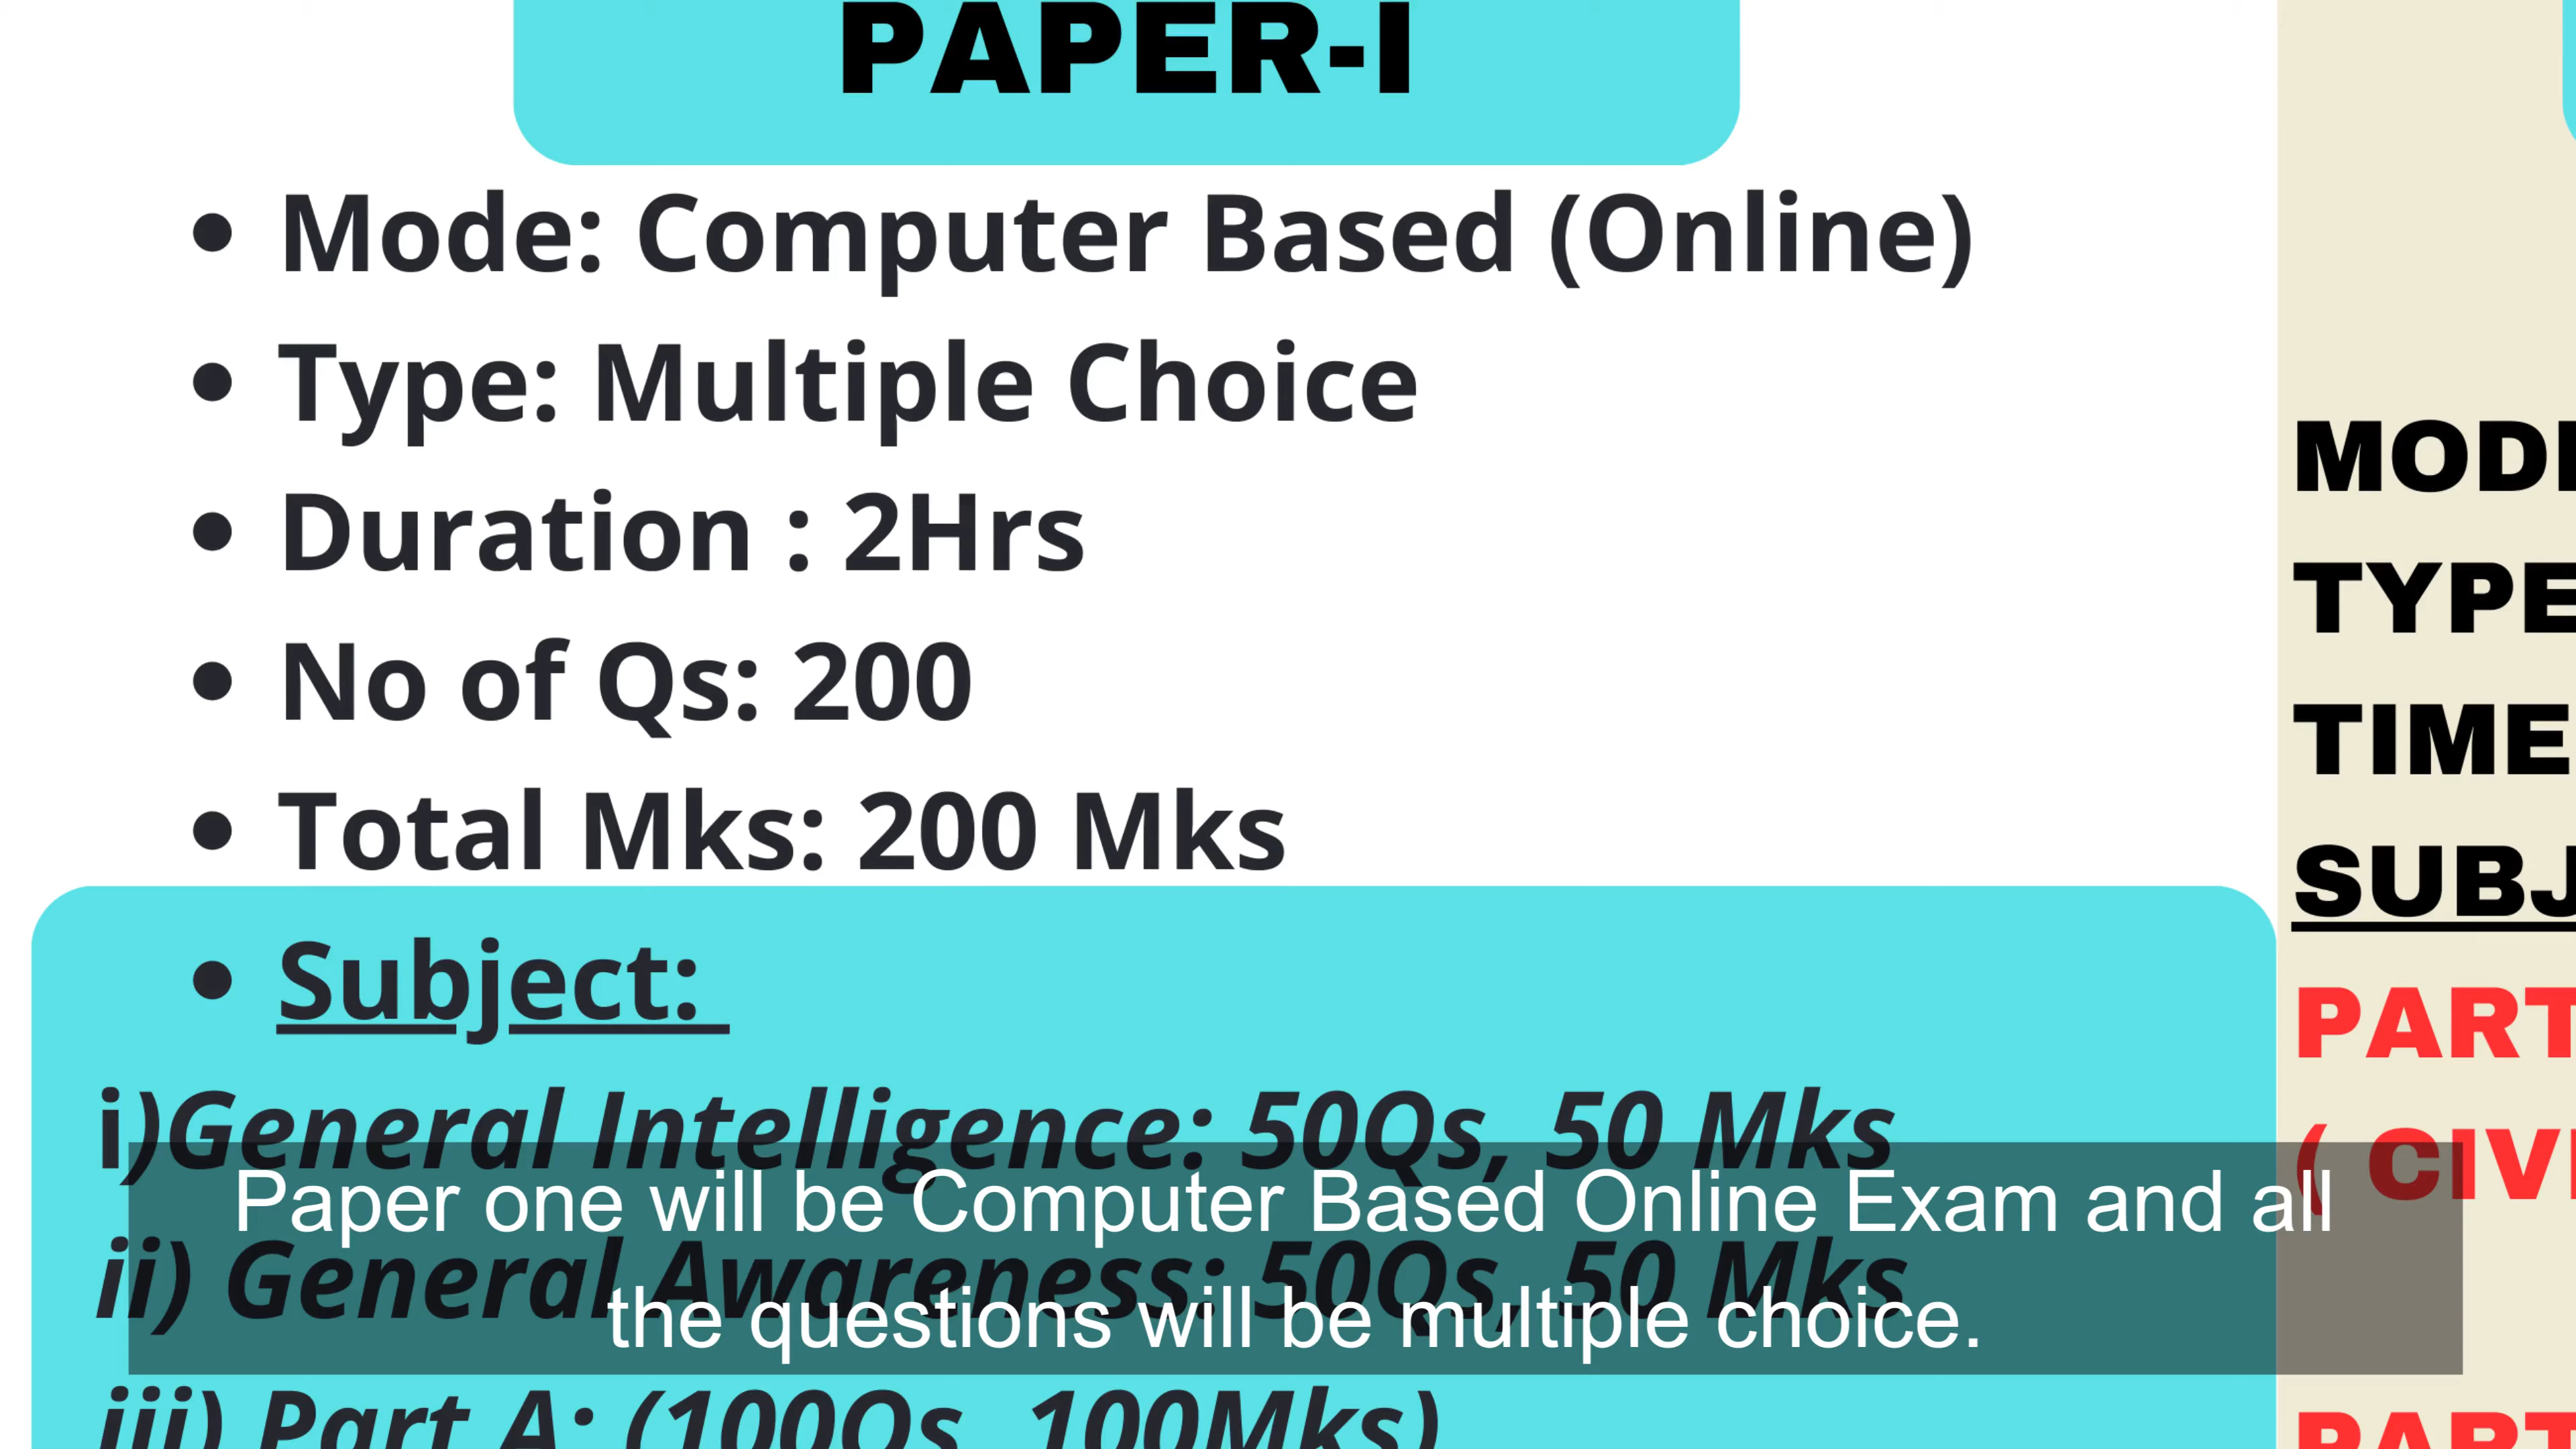 PAPER-I
• Mode: Computer Based (Online)
• Type: Multiple Choice
• Duration : 2Hrs
• No of Qs: 200
• Total Mks: 200 Mks
• Subject:
i)General Intelligence: 50Qs, 50 Mks
ii) General Awareness: 50Qs, 50 Mks
iii) Part A: (100Qs, 100Mks)
Paper one will be Computer Based Online Exam and all
the questions will be multiple choice.
TYPE
TIME
SUBJ
PART
( CIVI
PART